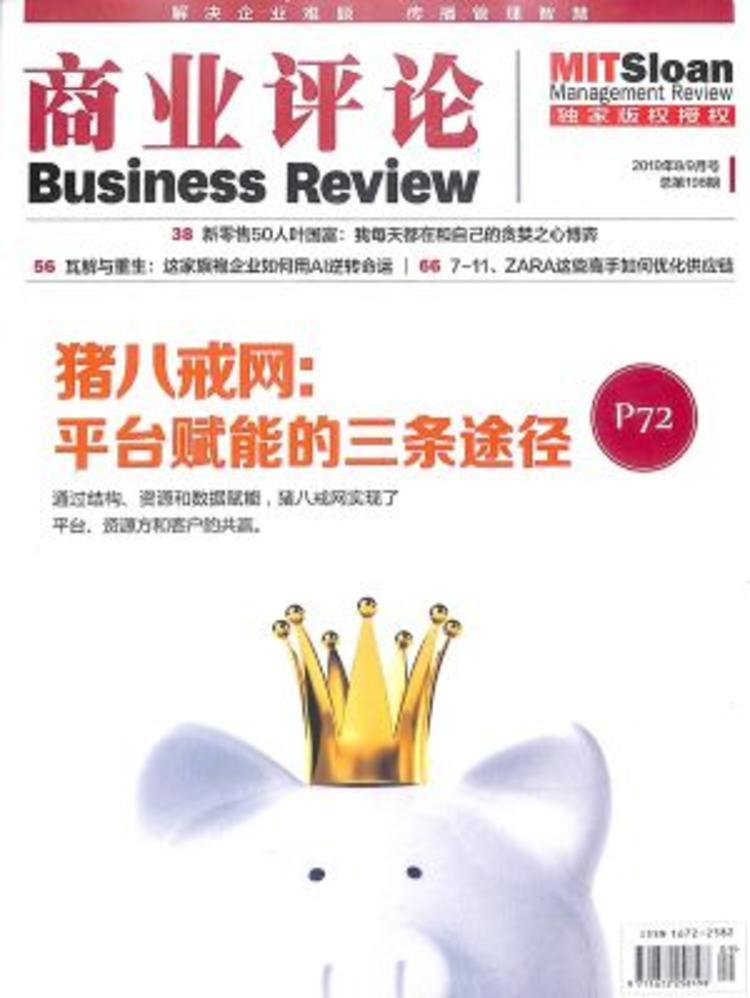 解决企业难题 传播管理智慧
商业评论
Business Review
MITSloan
Management Review
独家版权授权
2019年8/9月号
总第198期
38 新零售50人叶国富：我每天都在和自己的贪婪之心博弈
56 瓦解与重生：这家旗袍企业如何用AI逆转命运 | 66 7-11、ZARA这些高手如何优化供应链
猪八戒网：
平台赋能的三条途径
P72
通过结构、资源和数据赋能，猪八戒网实现了
平台、资源方和客户的共赢。
ISSN 1672-2582
09